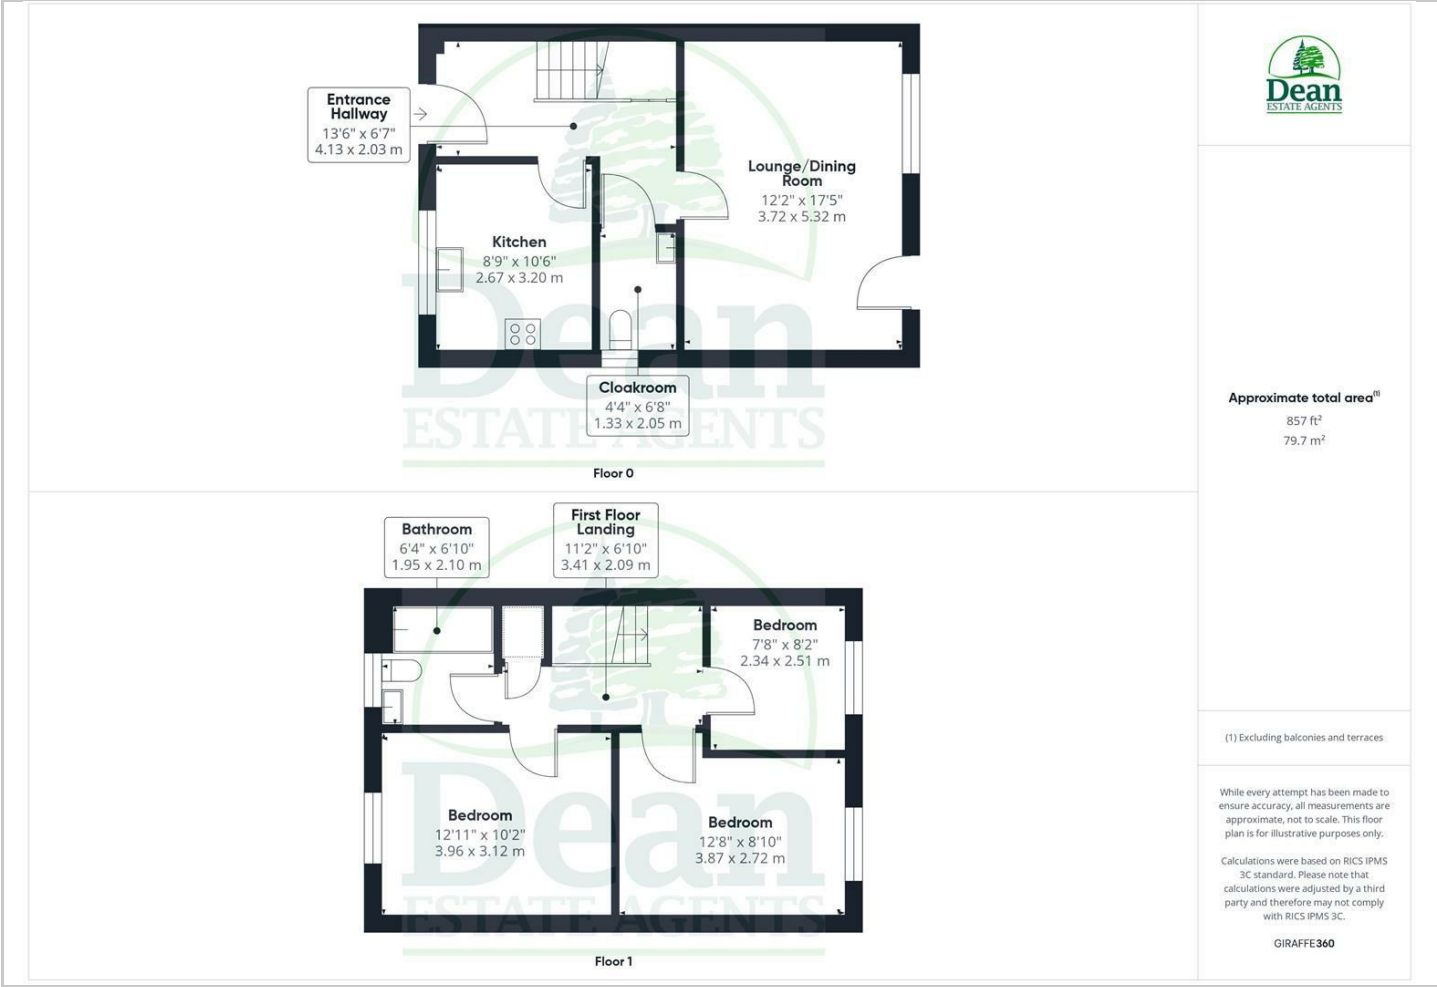 Entrance
Hallway
13'6" x 6'7"
4.13 x 2.03 m
Lounge/Dining
Room
12'2" x 17'5"
3.72 x 5.32 m
Kitchen
8'9" x 10'6"
2.67 x 3.20 m
Cloakroom
4'4" x 6'8"
1.33 x 2.05 m
Dean
ESTATE AGENTS
Floor 0
Bathroom
6'4" x 6'10"
1.95 x 2.10 m
First Floor
Landing
11'2" x 6'10"
3.41 x 2.09 m
Bedroom
7'8" x 8'2"
2.34 x 2.51 m
Bedroom
12'11" x 10'2"
3.96 x 3.12 m
Bedroom
12'8" x 8'10"
3.87 x 2.72 m
Dean
ESTATE AGENTS
Floor 1
Dean
ESTATE AGENTS
Approximate total area⁽¹⁾
857 ft²
79.7 m²
(1) Excluding balconies and terraces
While every attempt has been made to
ensure accuracy, all measurements are
approximate, not to scale. This floor
plan is for illustrative purposes only.
Calculations were based on RICS IPMS
3C standard. Please note that
calculations were adjusted by a third
party and therefore may not comply
with RICS IPMS 3C.
GIRAFFE360